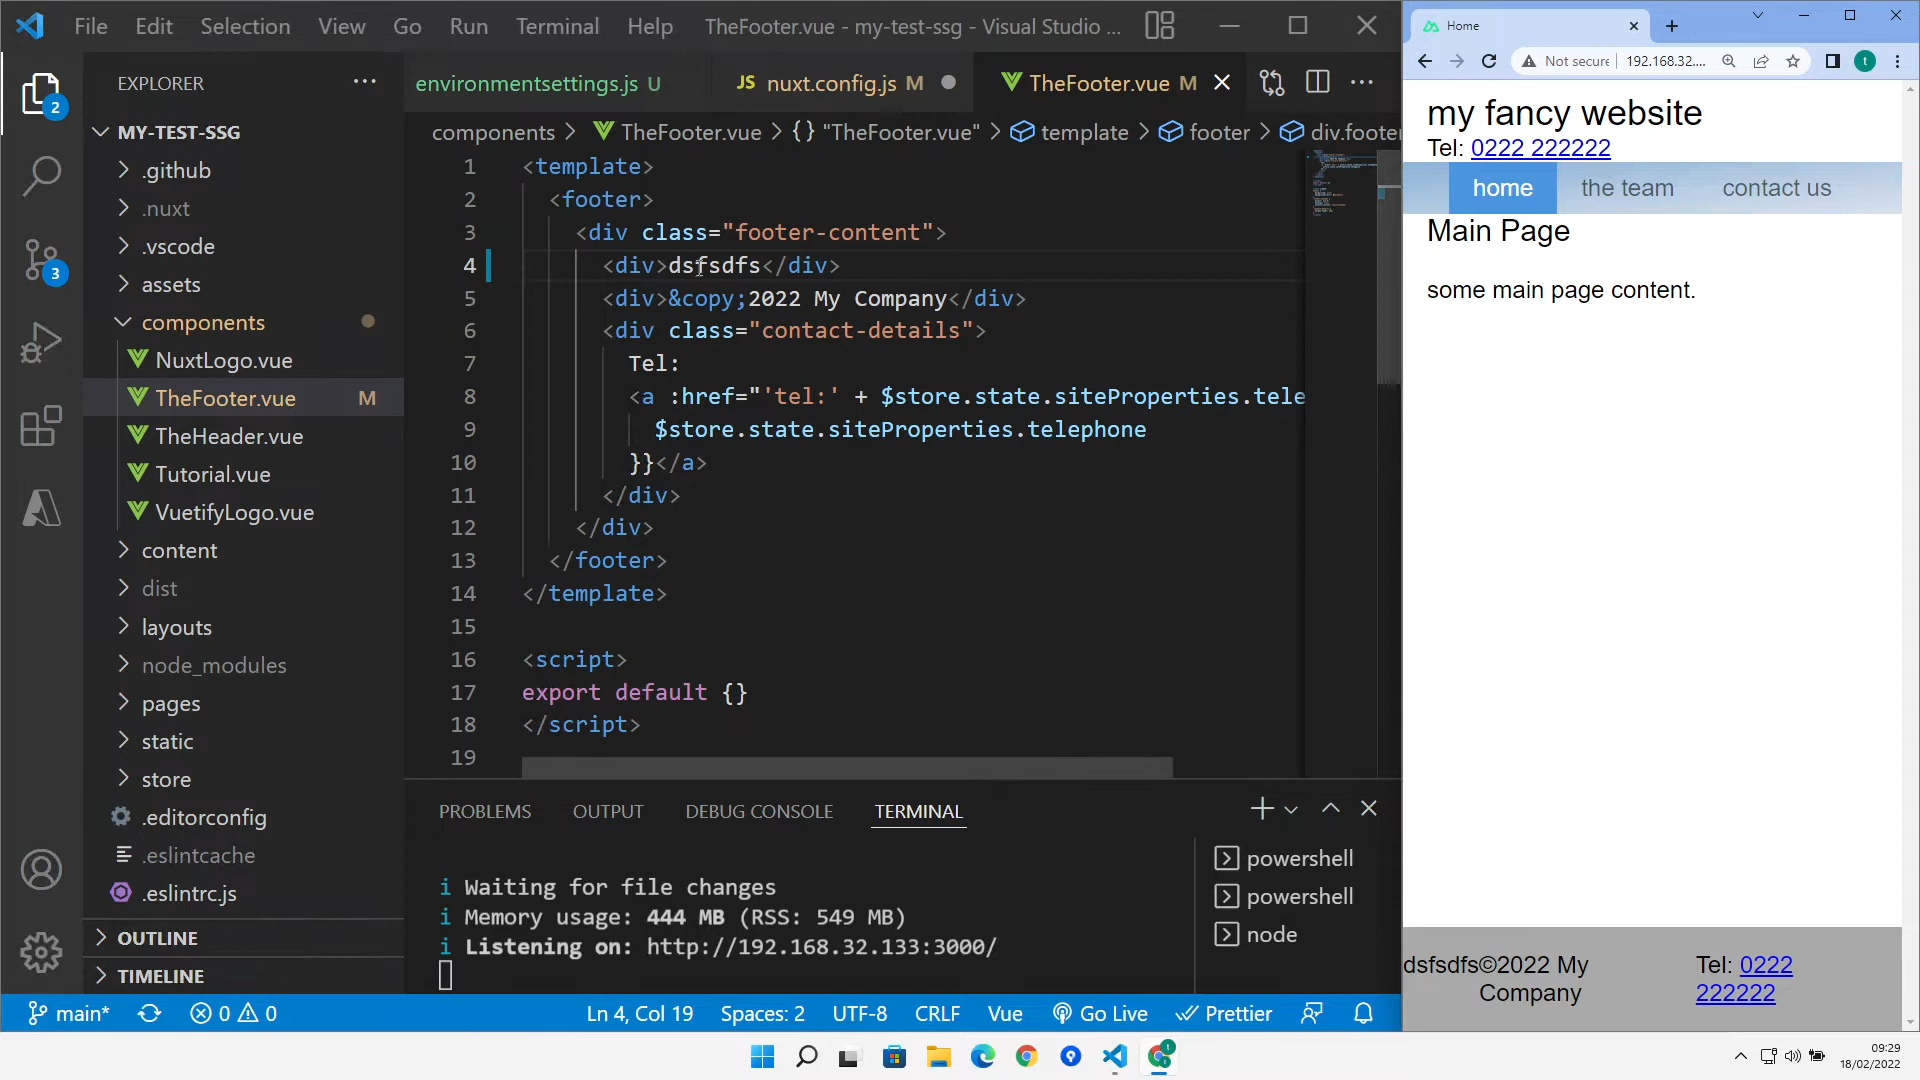 File Edit Selection View Go Run Terminal Help TheFooter.vue - my-test-ssg - Visual Studio ...
EXPLORER
MY-TEST-SSG
.github
.nuxt
.vscode
assets
components
NuxtLogo.vue
TheFooter.vue M
TheHeader.vue
Tutorial.vue
VuetifyLogo.vue
content
dist
layouts
node_modules
pages
static
store
.editorconfig
.eslintcache
.eslintrc.js
OUTLINE
TIMELINE
2
3
environmentsettings.js U JS nuxt.config.js M TheFooter.vue M
components > TheFooter.vue > {} "TheFooter.vue" > template > footer > div.footer
1 <template>
2 <footer>
3 <div class="footer-content">
4 <div>dsfsdfs</div>
5 <div>&copy;2022 My Company</div>
6 <div class="contact-details">
7 Tel:
8 <a :href="'tel:' + $store.state.siteProperties.tele
9 $store.state.siteProperties.telephone
10 }}</a>
11 </div>
12 </div>
13 </footer>
14 </template>
15
16 <script>
17 export default {}
18 </script>
19
PROBLEMS OUTPUT DEBUG CONSOLE TERMINAL
i Waiting for file changes
i Memory usage: 444 MB (RSS: 549 MB)
i Listening on: http://192.168.32.133:3000/
powershell
powershell
node
main* 0 0 Ln 4, Col 19 Spaces: 2 UTF-8 CRLF Vue Go Live Prettier
Home
Not secure 192.168.32.... t
my fancy website
Tel: 0222 222222
home the team contact us
Main Page
some main page content.
dsfsdfs©2022 My
Company
Tel: 0222
222222
t
09:29
18/02/2022